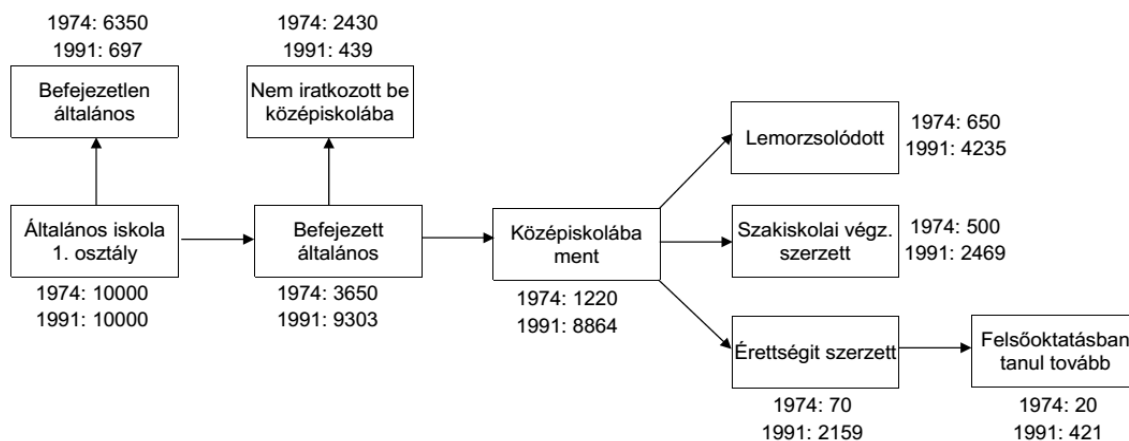 1974: 6350
1991: 697
Befejezetlen
általános
1974: 2430
1991: 439
Nem iratkozott be
középiskolába
Általános iskola
1. osztály
1974: 10000
1991: 10000
Befejezett
általános
1974: 3650
1991: 9303
Középiskolába
ment
1974: 1220
1991: 8864
Lemorzsolódott
1974: 650
1991: 4235
Szakiskolai végz.
szerzett
1974: 500
1991: 2469
Érettségit szerzett
1974: 70
1991: 2159
Felsőoktatásban
tanul tovább
1974: 20
1991: 421